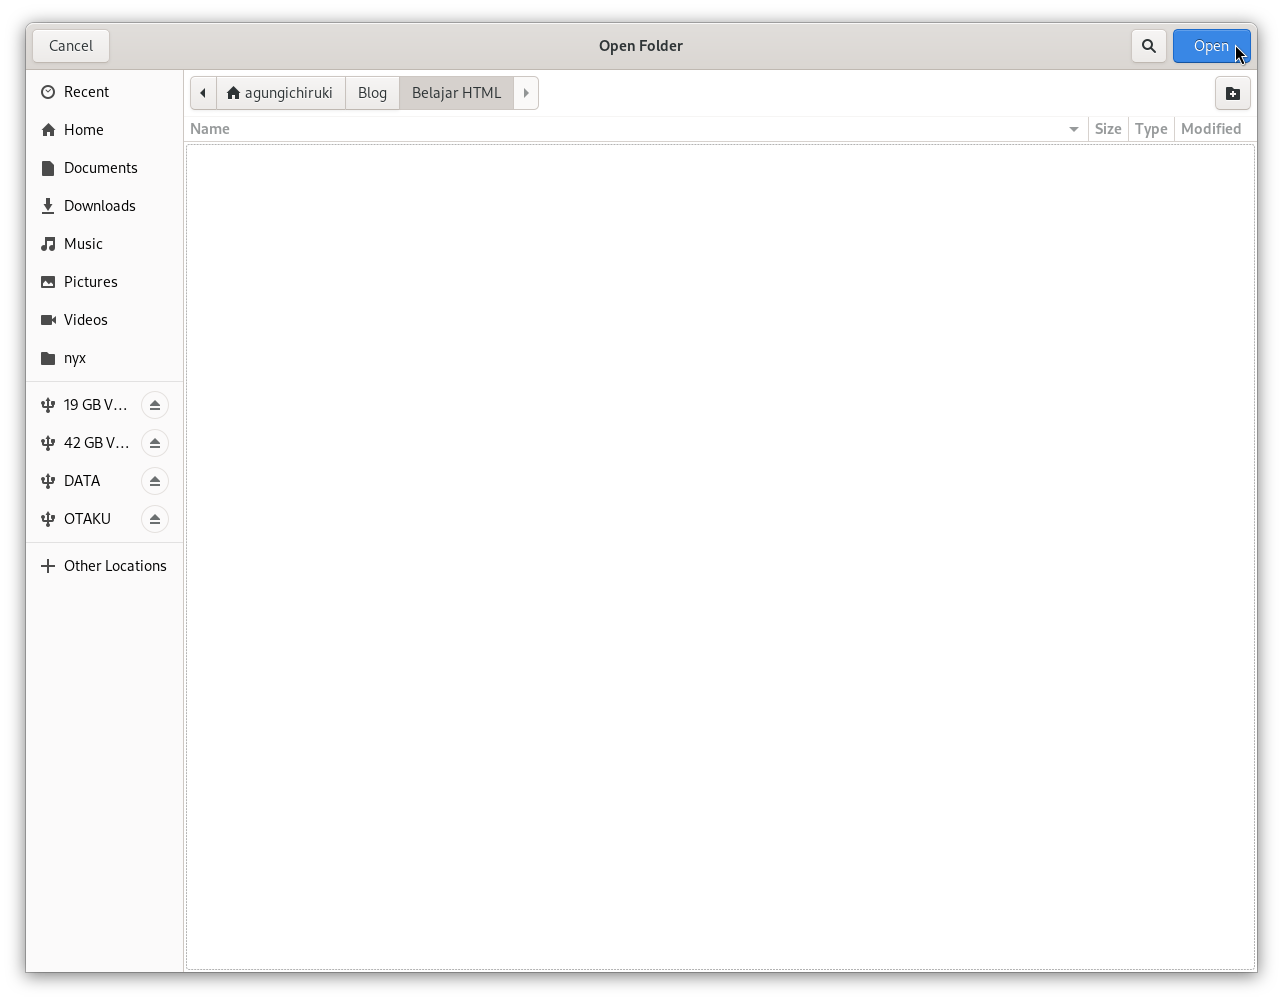 Cancel
Open Folder
Open
Recent
Home
Documents
Downloads
Music
Pictures
Videos
nyx
19 GB V...
42 GB V...
DATA
OTAKU
Other Locations
agungichiruki Blog Belajar HTML
Name Size Type Modified